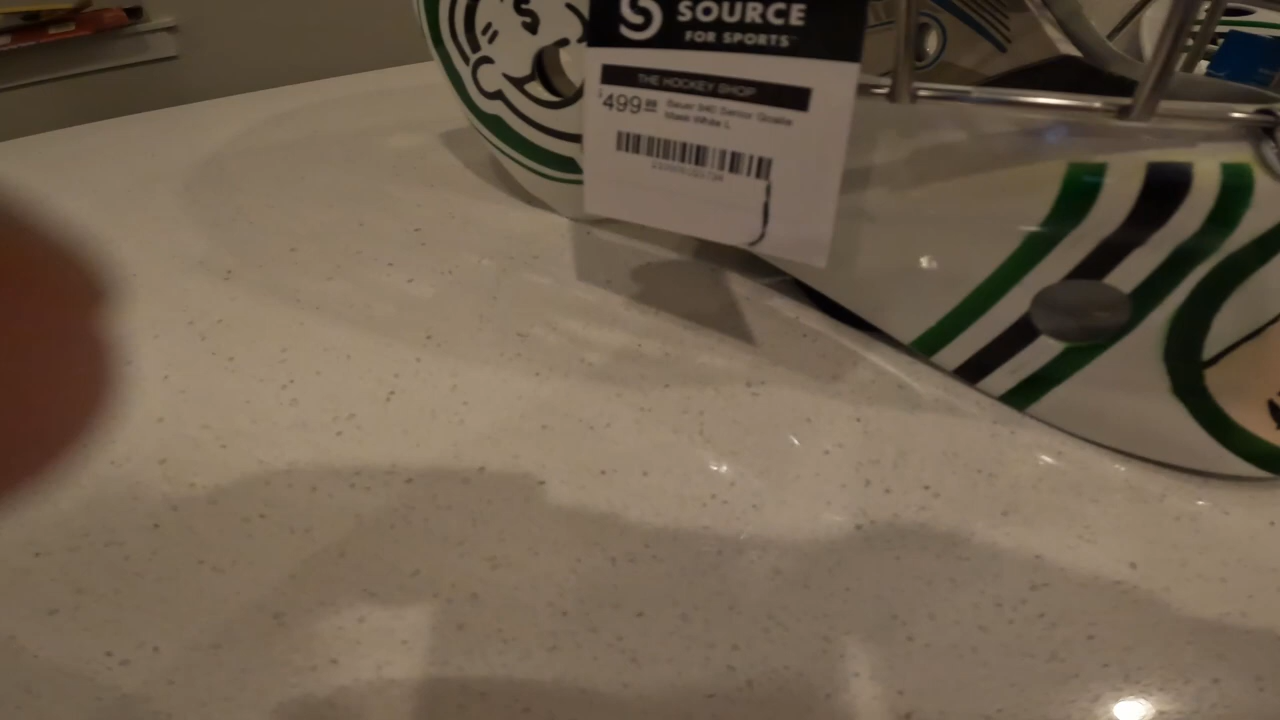 SOURCE
FOR SPORTS
THE HOCKEY SHOP
$499.99 Bauer 940 Senior Goalie
Mask White L